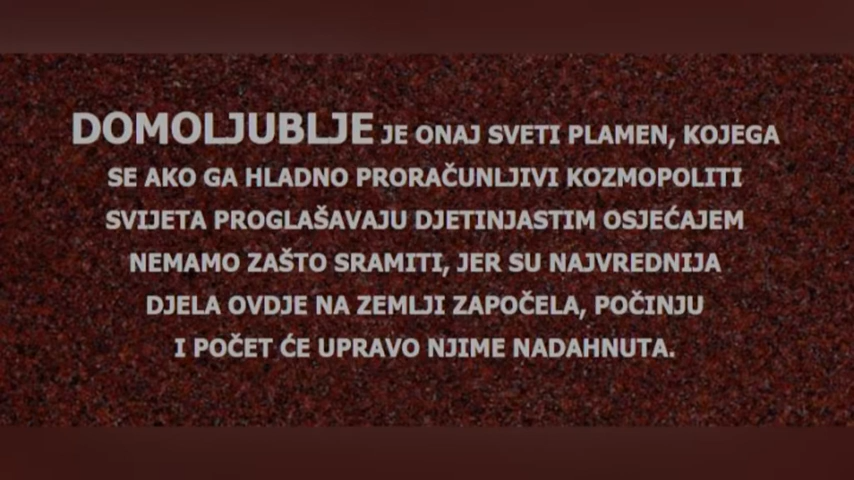 DOMOLJUBLJE JE ONAJ SVETI PLAMEN, KOJEGA
SE AKO GA HLADNO PRORAČUNLJIVI KOZMOPOLITI
SVIJETA PROGLAŠAVAJU DJETINJASTIM OSJEĆAJEM
NEMAMO ZAŠTO SRAMITI, JER SU NAJVREDNIJA
DJELA OVDJE NA ZEMLJI ZAPOČELA, POČINJU
I POČET ĆE UPRAVO NJIME NADAHNUTA.